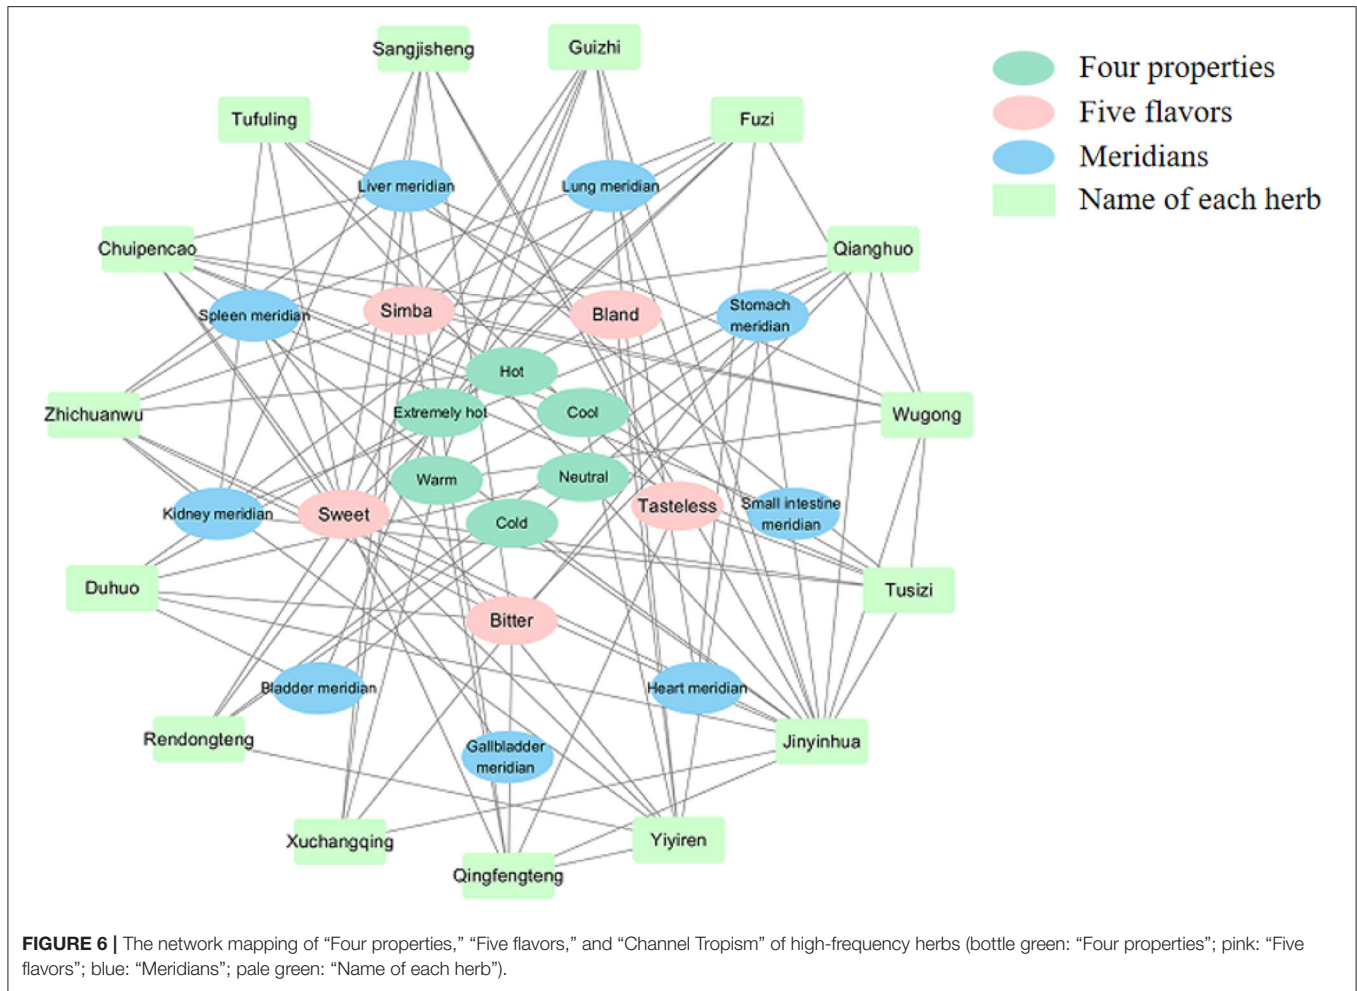 Sangjisheng
Guizhi
Four properties
Five flavors
Meridians
Name of each herb
Tufuling
Fuzi
Liver meridian
Lung meridian
Chuipencao
Qianghuo
Spleen meridian
Simba
Bland
Stomach
meridian
Hot
Extremely hot
Cool
Zhichuanwu
Wugong
Warm
Neutral
Kidney meridian
Sweet
Cold
Tasteless
Small intestine
meridian
Duhuo
Tusizi
Bitter
Bladder meridian
Heart meridian
Rendongteng
Jinyinhua
Gallbladder
meridian
Xuchangqing
Yiyiren
Qingfengteng
FIGURE 6 | The network mapping of “Four properties,” “Five flavors,” and “Channel Tropism” of high-frequency herbs (bottle green: “Four properties”; pink: “Five
flavors”; blue: “Meridians”; pale green: “Name of each herb”).